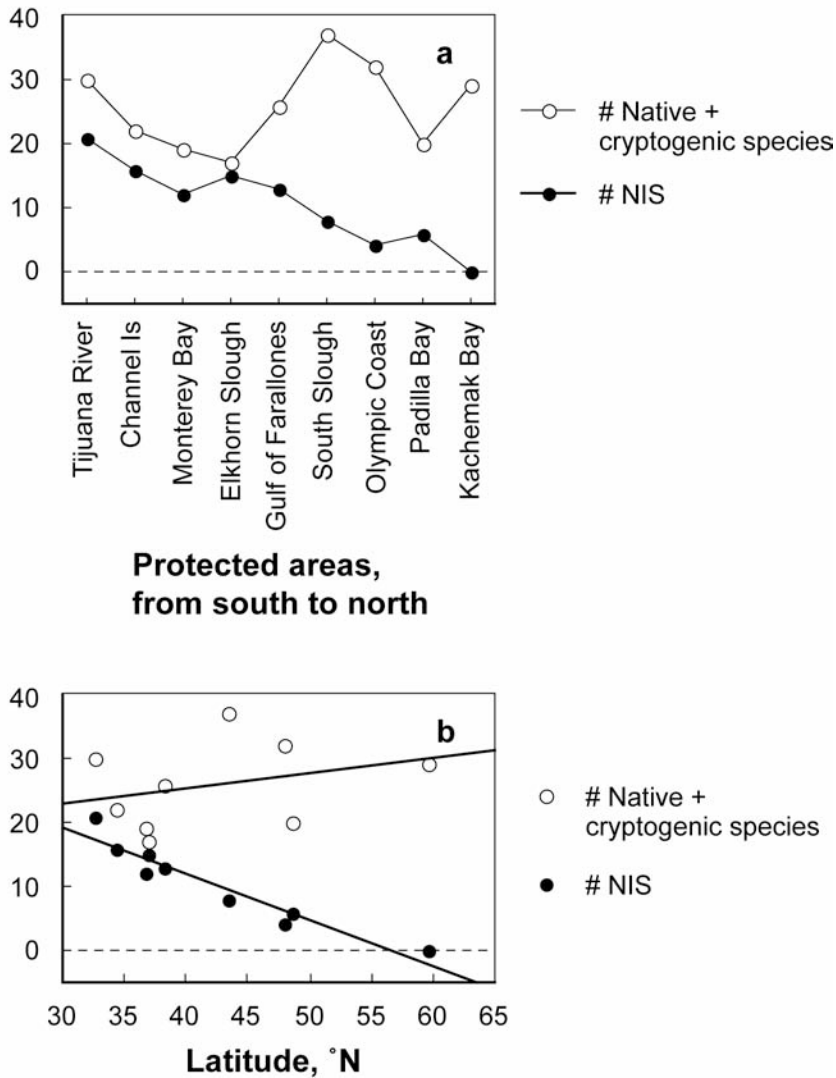 40
30
20
10
0
a
# Native +
cryptogenic species
# NIS
Tijuana River
Channel Is
Monterey Bay
Elkhorn Slough
Gulf of Farallones
South Slough
Olympic Coast
Padilla Bay
Kachemak Bay
Protected areas,
from south to north
40
30
20
10
0
b
# Native +
cryptogenic species
# NIS
30 35 40 45 50 55 60 65
Latitude, ˚N